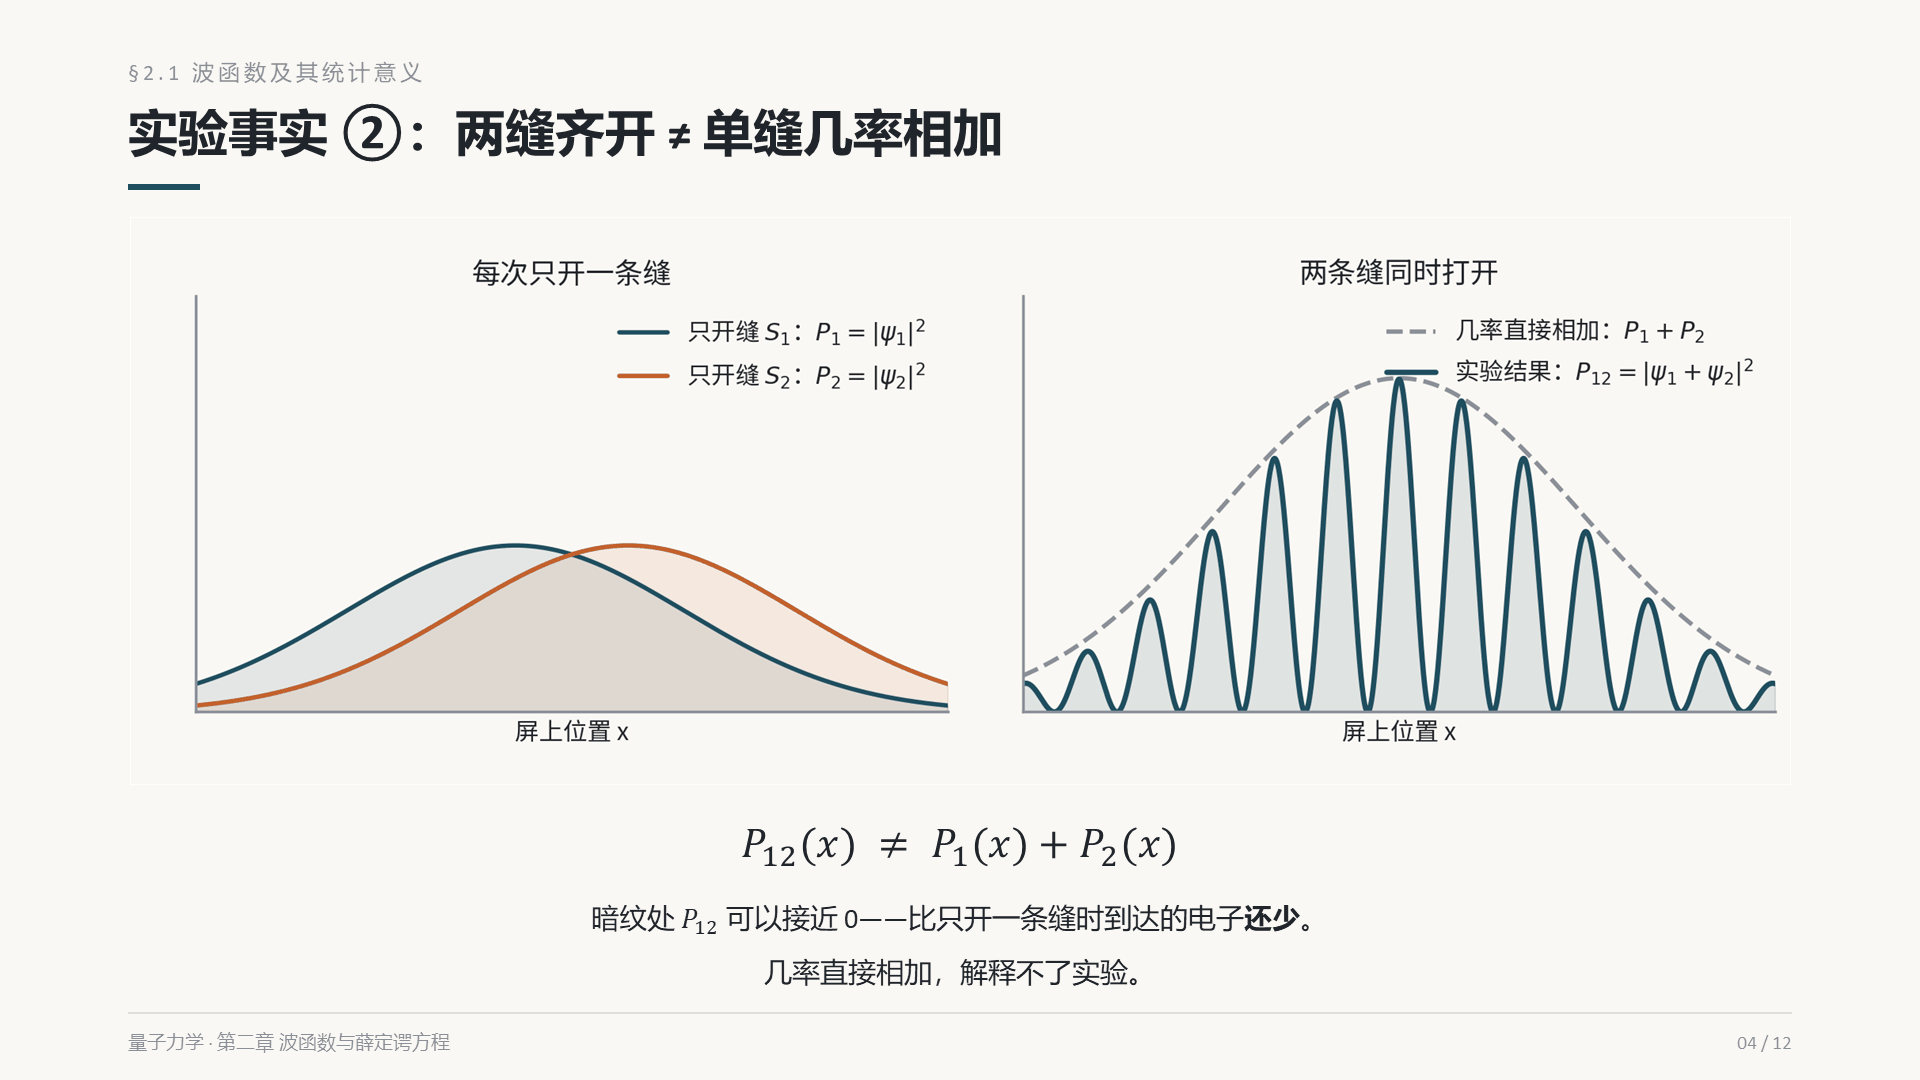 §2.1 波函数及其统计意义
实验事实 ②：两缝齐开 ≠ 单缝几率相加
每次只开一条缝
只开缝 S₁：P₁ = |ψ₁|²
只开缝 S₂：P₂ = |ψ₂|²
屏上位置 x
两条缝同时打开
几率直接相加：P₁ + P₂
实验结果：P₁₂ = |ψ₁ + ψ₂|²
屏上位置 x
P₁₂(x) ≠ P₁(x) + P₂(x)
暗纹处 P₁₂ 可以接近 0——比只开一条缝时到达的电子还少。
几率直接相加，解释不了实验。
量子力学 · 第二章 波函数与薛定谔方程
04 / 12